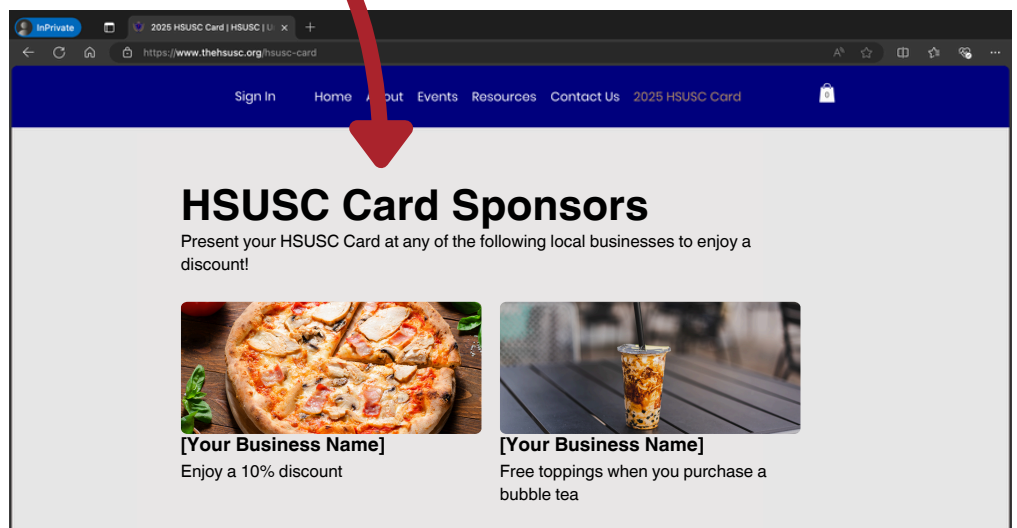 InPrivate
2025 HSUSC Card | HSUSC | U
https://www.thehsusc.org/hsusc-card
Sign In Home About Events Resources Contact Us 2025 HSUSC Card
0
HSUSC Card Sponsors
Present your HSUSC Card at any of the following local businesses to enjoy a
discount!
[Your Business Name]
Enjoy a 10% discount
[Your Business Name]
Free toppings when you purchase a
bubble tea